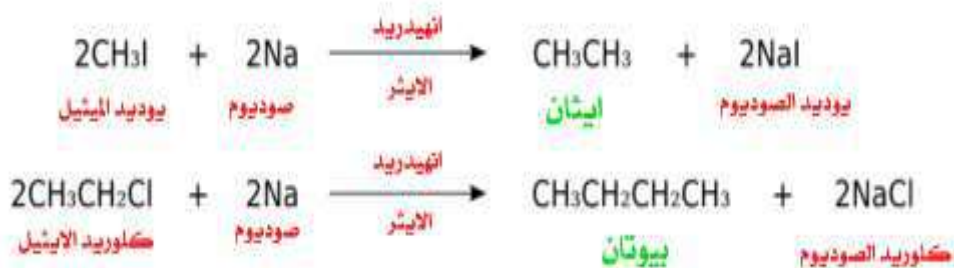 انهيدريد
2CH₃I + 2Na → CH₃CH₃ + 2NaI
الايثر
يوديد الميثيل صوديوم ايثان يوديد الصوديوم
انهيدريد
2CH₃CH₂Cl + 2Na → CH₃CH₂CH₂CH₃ + 2NaCl
الايثر
كلوريد الايثيل صوديوم بيوتان كلوريد الصوديوم